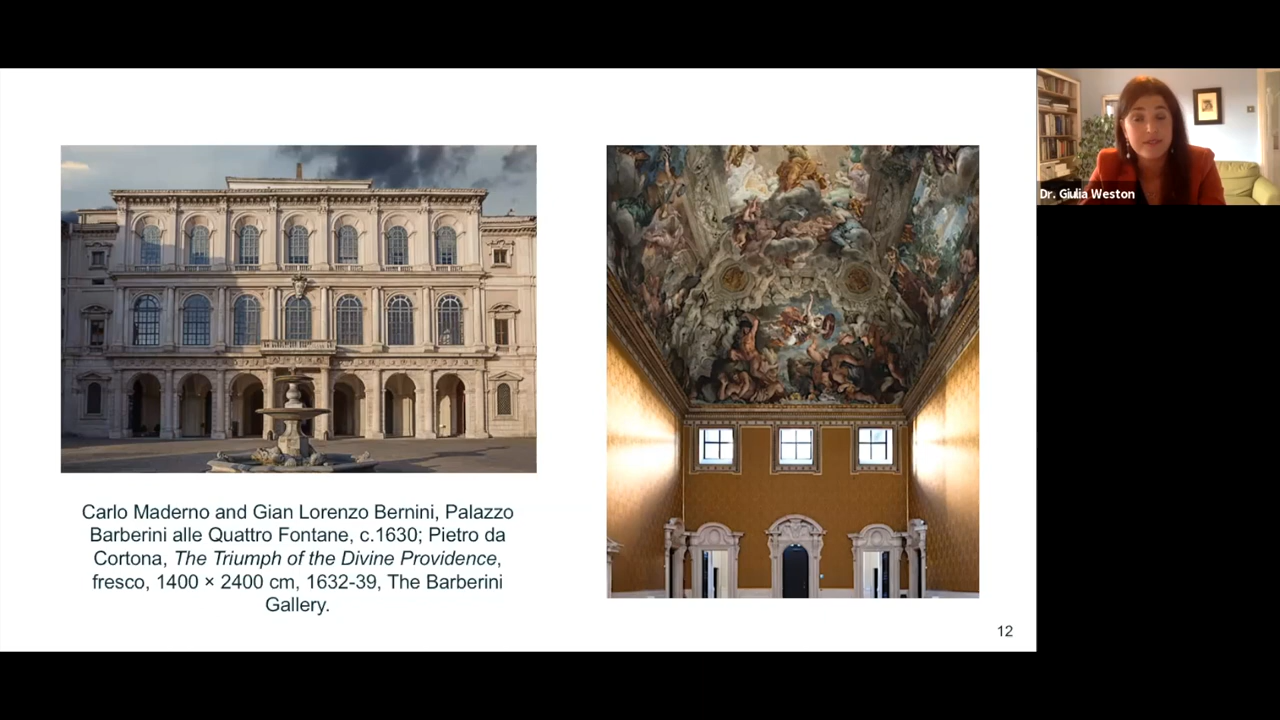 Dr. Giulia Weston
Carlo Maderno and Gian Lorenzo Bernini, Palazzo
Barberini alle Quattro Fontane, c.1630; Pietro da
Cortona, The Triumph of the Divine Providence,
fresco, 1400 × 2400 cm, 1632-39, The Barberini
Gallery.
12